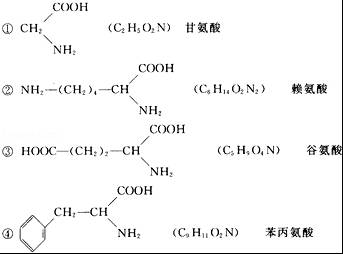 COOH
① CH₂ (C₂H₅O₂N) 甘氨酸
NH₂
COOH
② NH₂—(CH₂)₄—CH (C₆H₁₄O₂N₂) 赖氨酸
NH₂
COOH
③ HOOC—(CH₂)₂—CH (C₅H₉O₄N) 谷氨酸
NH₂
COOH
CH₂—CH
④ NH₂ (C₉H₁₁O₂N) 苯丙氨酸